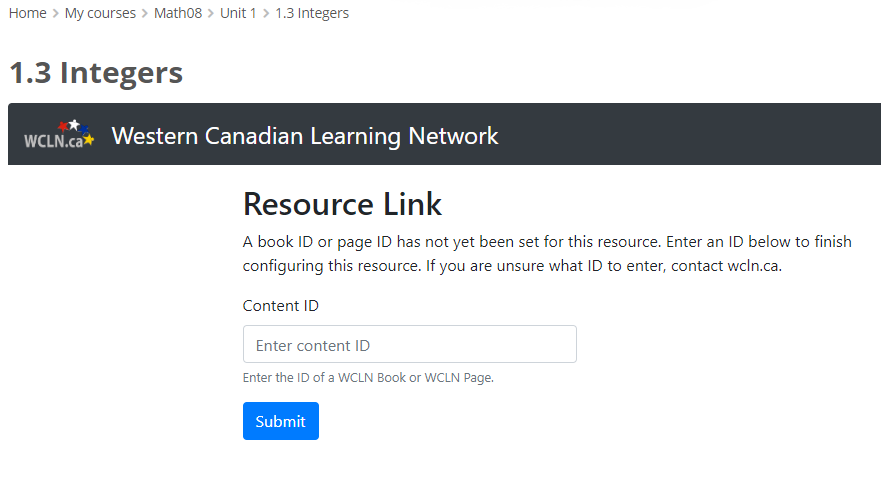 Home > My courses > Math08 > Unit 1 > 1.3 Integers
1.3 Integers
WCLN.ca Western Canadian Learning Network
Resource Link
A book ID or page ID has not yet been set for this resource. Enter an ID below to finish
configuring this resource. If you are unsure what ID to enter, contact wcln.ca.
Content ID
Enter content ID
Enter the ID of a WCLN Book or WCLN Page.
Submit